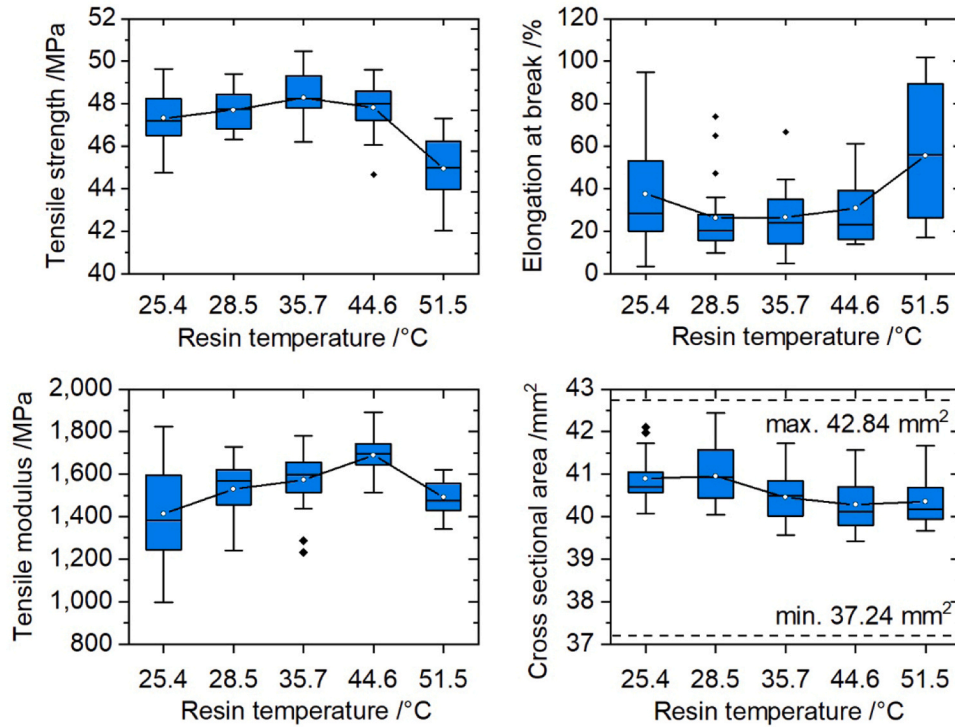 Tensile strength /MPa
52
50
48
46
44
42
40
25.4 28.5 35.7 44.6 51.5
Resin temperature /°C
Elongation at break /%
120
100
80
60
40
20
0
25.4 28.5 35.7 44.6 51.5
Resin temperature /°C
Tensile modulus /MPa
2,000
1,800
1,600
1,400
1,200
1,000
800
25.4 28.5 35.7 44.6 51.5
Resin temperature /°C
Cross sectional area /mm²
43
42
41
40
39
38
37
max. 42.84 mm²
min. 37.24 mm²
25.4 28.5 35.7 44.6 51.5
Resin temperature /°C